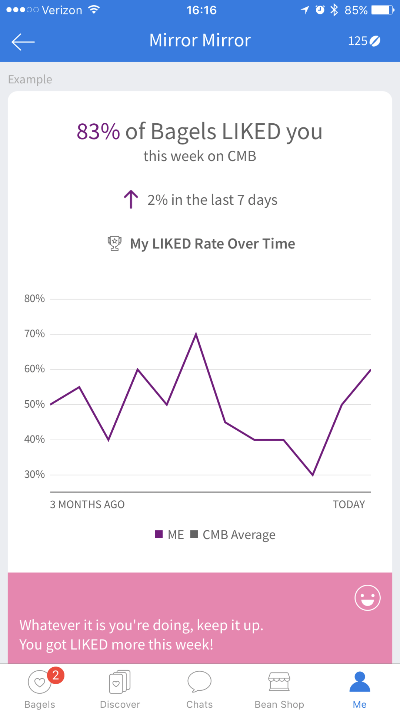 Verizon 16:16 85%
Mirror Mirror 125
Example
83% of Bagels LIKED you
this week on CMB
2% in the last 7 days
My LIKED Rate Over Time
80%
70%
60%
50%
40%
30%
3 MONTHS AGO TODAY
ME CMB Average
Whatever it is you're doing, keep it up.
You got LIKED more this week!
2
Bagels Discover Chats Bean Shop Me